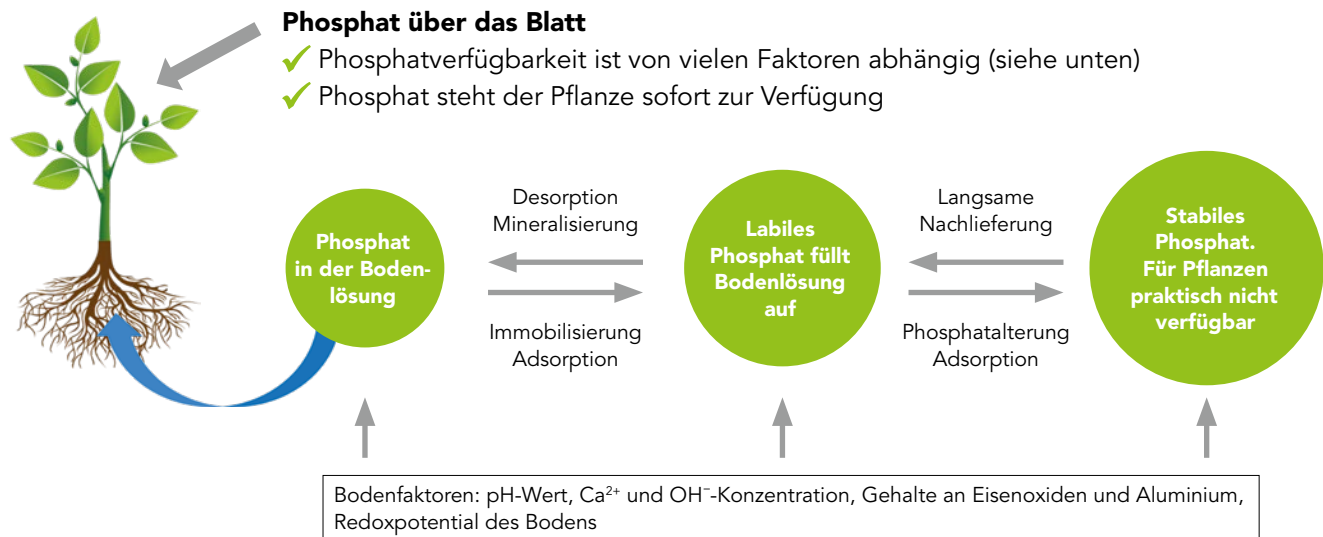 Phosphat über das Blatt
✓ Phosphatverfügbarkeit ist von vielen Faktoren abhängig (siehe unten)
✓ Phosphat steht der Pflanze sofort zur Verfügung
Phosphat
in der Boden-
lösung
Desorption
Mineralisierung
Immobilisierung
Adsorption
Labiles
Phosphat füllt
Bodenlösung
auf
Langsame
Nachlieferung
Phosphatalterung
Adsorption
Stabiles
Phosphat.
Für Pflanzen
praktisch nicht
verfügbar
Bodenfaktoren: pH-Wert, Ca²⁺ und OH⁻-Konzentration, Gehalte an Eisenoxiden und Aluminium,
Redoxpotential des Bodens